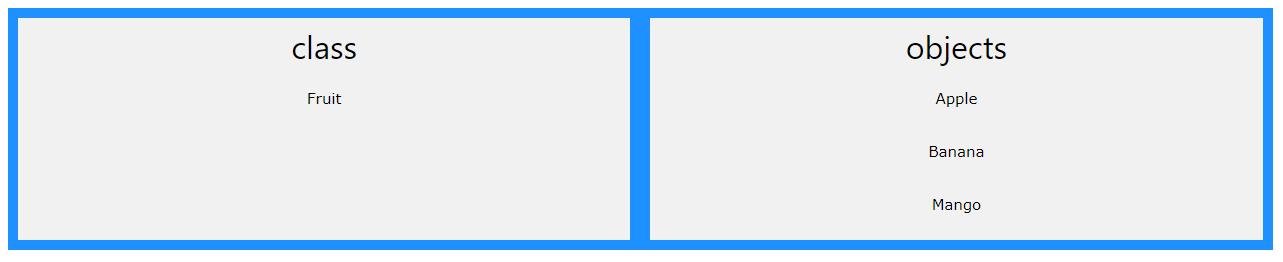 class
Fruit
objects
Apple
Banana
Mango